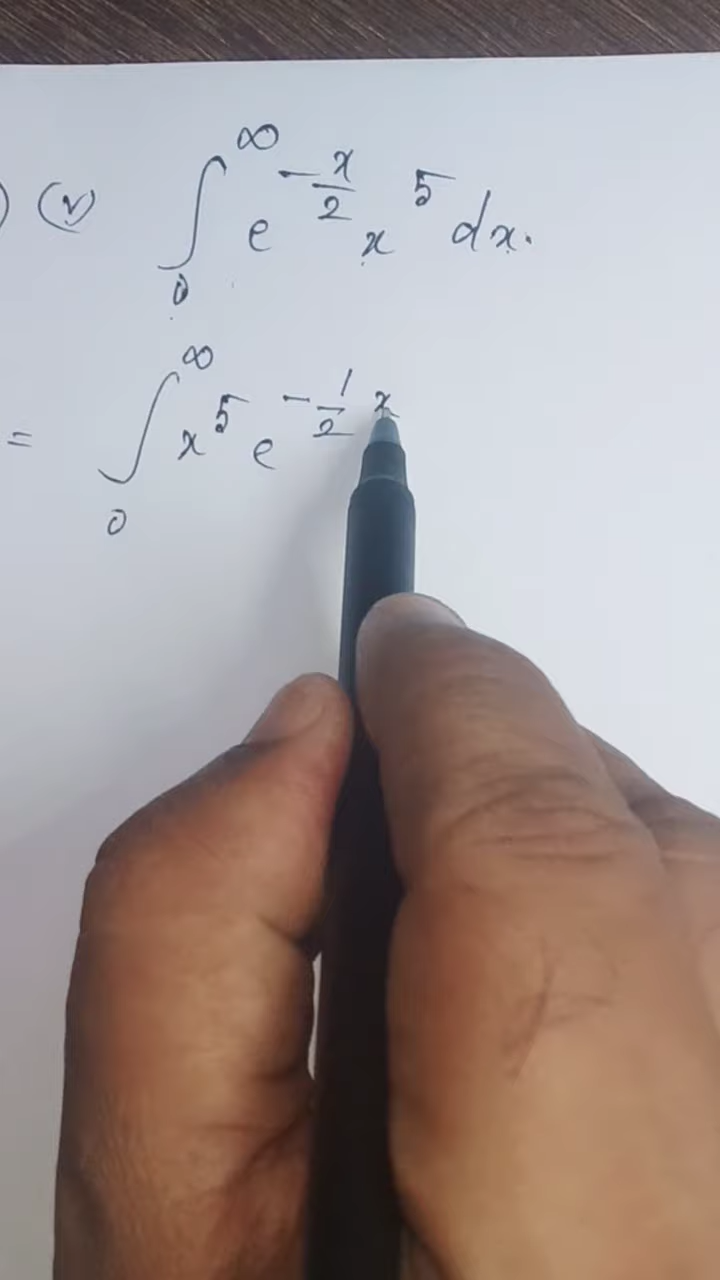 ) (v) ∫₀^∞ e^{-x/2} x^5 dx.
= ∫₀^∞ x^5 e^{-1/2 x}